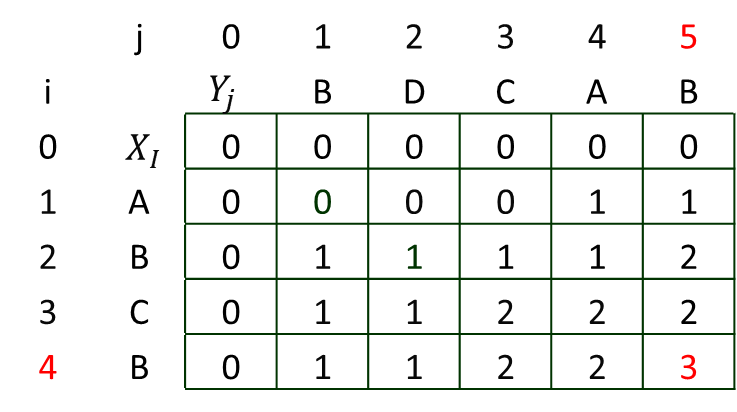 j 0 1 2 3 4 5
i Yj B D C A B
0 XI 0 0 0 0 0 0
1 A 0 0 0 0 1 1
2 B 0 1 1 1 1 2
3 C 0 1 1 2 2 2
4 B 0 1 1 2 2 3